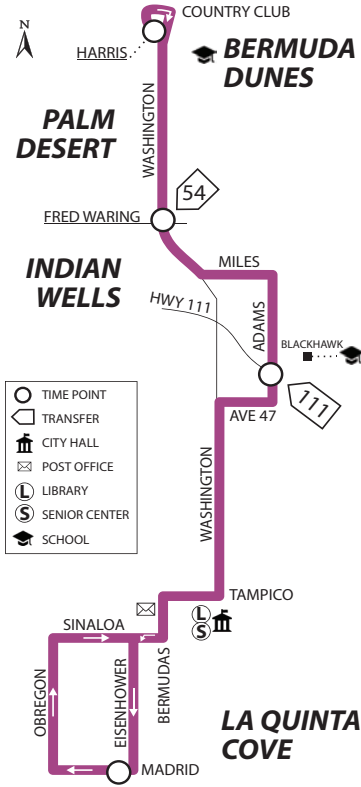 N
COUNTRY CLUB
HARRIS
BERMUDA
DUNES
WASHINGTON
PALM
DESERT
54
FRED WARING
INDIAN
WELLS
MILES
HWY 111
ADAMS
BLACKHAWK
111
AVE 47
TIME POINT
TRANSFER
CITY HALL
POST OFFICE
L LIBRARY
S SENIOR CENTER
SCHOOL
WASHINGTON
TAMPICO
L
S
SINALOA
OBREGON
EISENHOWER
BERMUDAS
MADRID
LA QUINTA
COVE